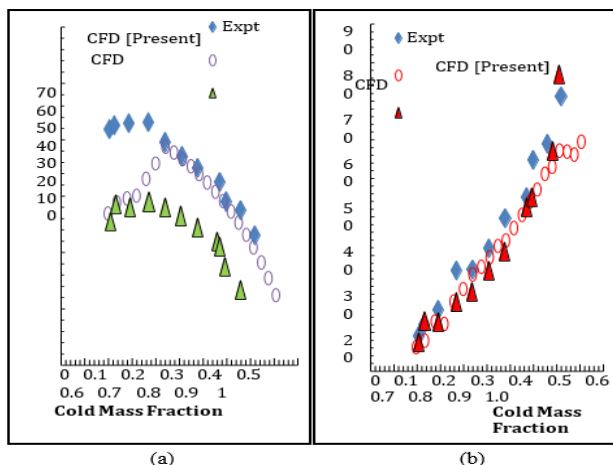 Expt
CFD [Present]
CFD
70
60
50
40
30
20
10
0
0 0.1 0.2 0.3 0.4 0.5
0.6 0.7 0.8 0.9 1
Cold Mass Fraction
(a)
9
0
8
0
7
0
6
0
5
0
4
0
3
0
2
0
Expt
CFD [Present]
CFD
0 0.1 0.2 0.3 0.4 0.5 0.6
0.7 0.8 0.9 1.0
Cold Mass
Fraction
(b)